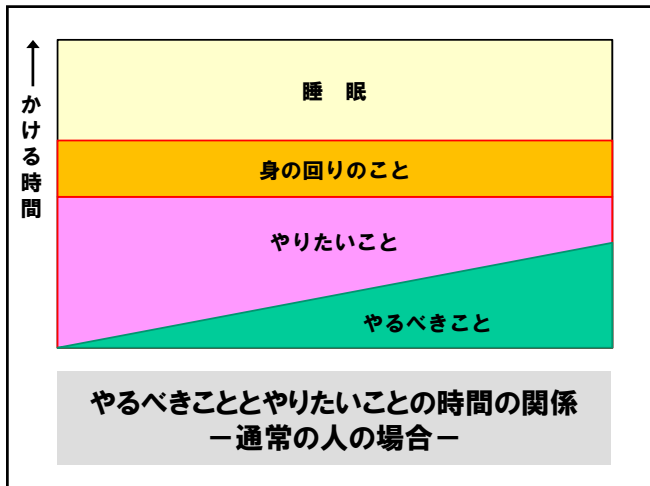 かける時間
睡 眠
身の回りのこと
やりたいこと
やるべきこと
やるべきこととやりたいことの時間の関係
－通常の人の場合－